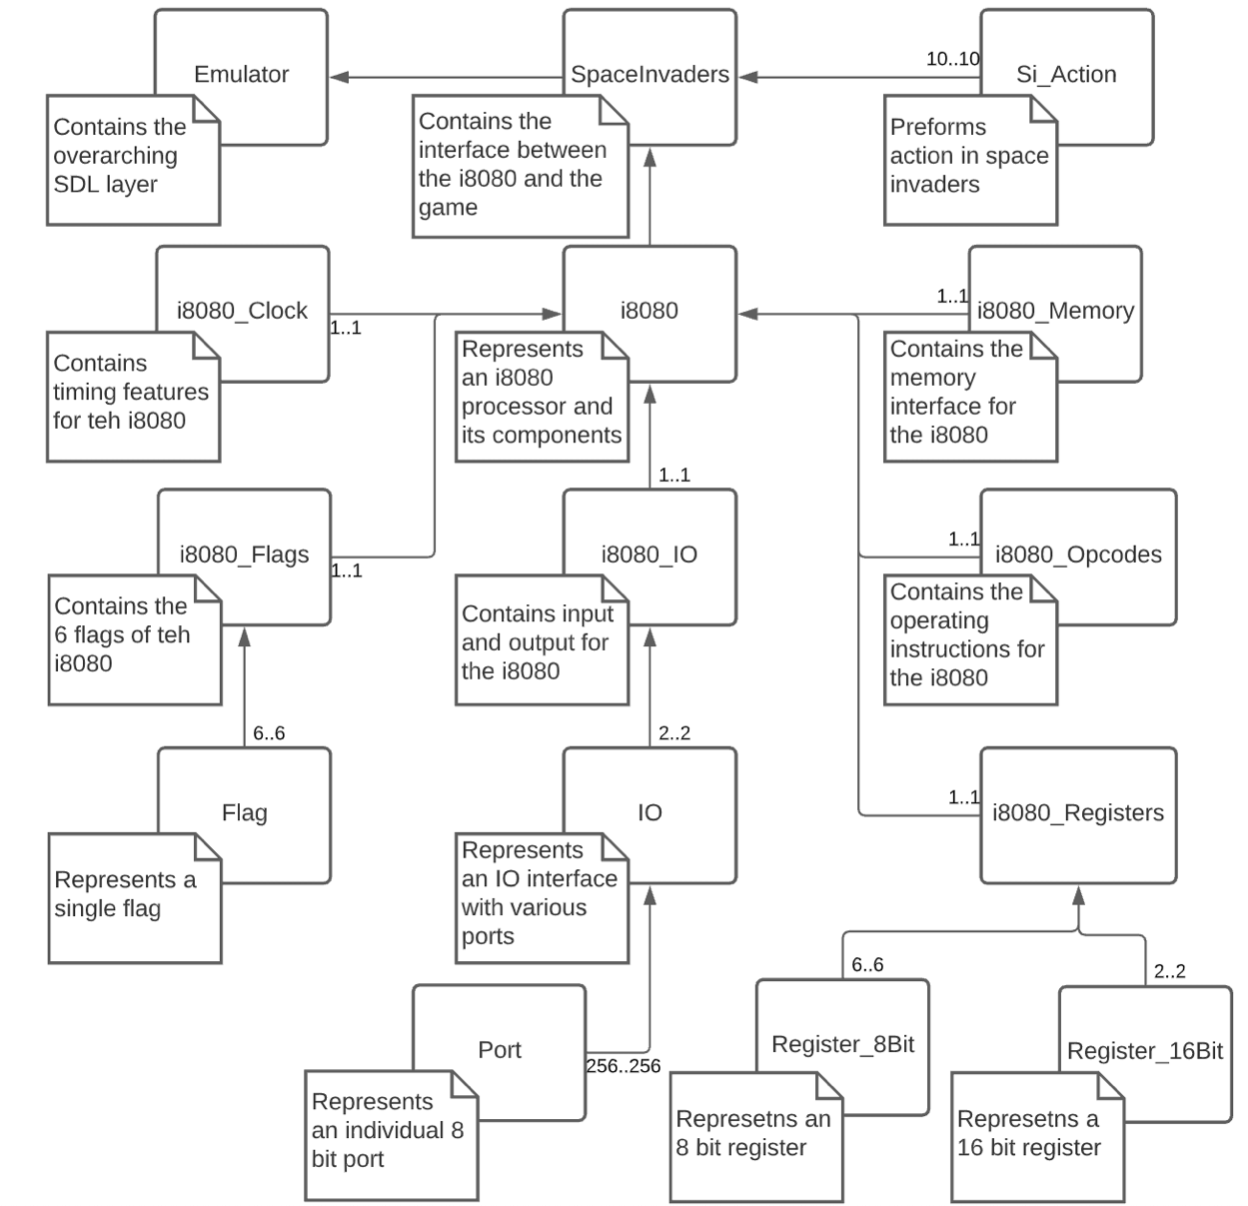 Emulator
Contains the
overarching
SDL layer
SpaceInvaders
Contains the
interface between
the i8080 and the
game
10..10
Si_Action
Preforms
action in space
invaders
i8080_Clock
1..1
Contains
timing features
for teh i8080
i8080
Represents
an i8080
processor and
its components
1..1
i8080_Memory
Contains the
memory
interface for
the i8080
i8080_Flags
1..1
Contains the
6 flags of teh
i8080
1..1
i8080_IO
Contains input
and output for
the i8080
1..1
i8080_Opcodes
Contains the
operating
instructions for
the i8080
6..6
Flag
Represents a
single flag
2..2
IO
Represents
an IO interface
with various
ports
1..1
i8080_Registers
Port
256..256
Represents
an individual 8
bit port
6..6
Register_8Bit
Represetns an
8 bit register
2..2
Register_16Bit
Represetns a
16 bit register